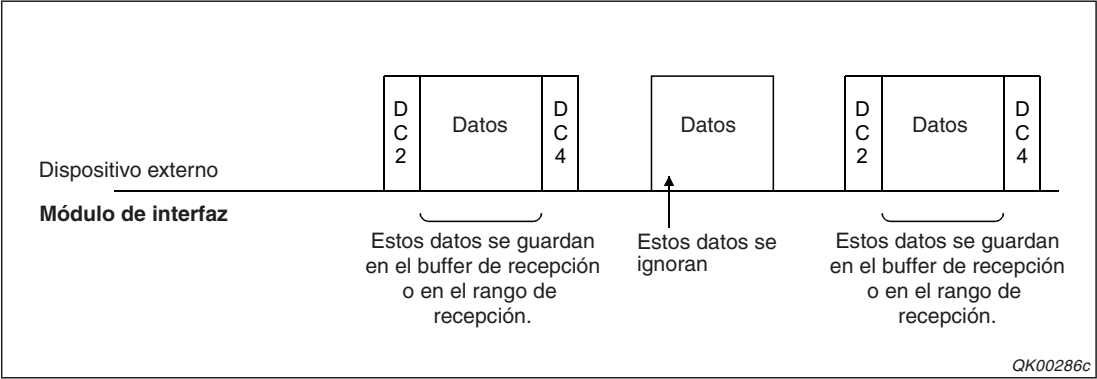 D
C
2
Datos
D
C
4
Datos
D
C
2
Datos
D
C
4
Dispositivo externo
Módulo de interfaz
Estos datos se guardan
en el buffer de recepción
o en el rango de
recepción.
Estos datos se
ignoran
Estos datos se guardan
en el buffer de recepción
o en el rango de
recepción.
QK00286c